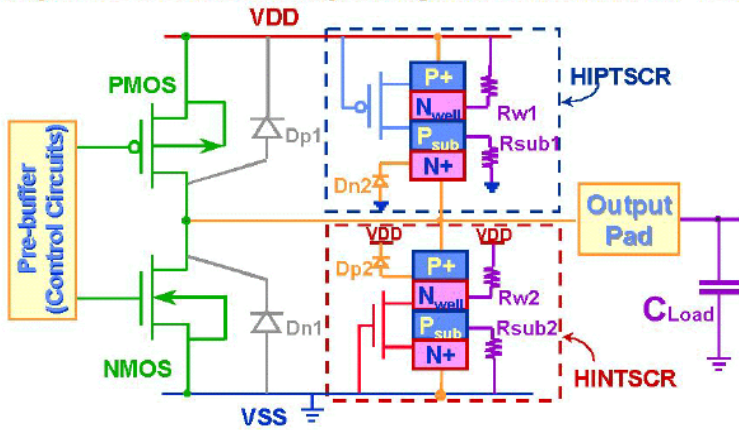 VDD
PMOS
Dp1
P+
Nwell
Psub
N+
Rw1
Rsub1
HIPTSCR
Dn2
Pre-buffer
(Control Circuits)
Output
Pad
VDD
VDD
Dp2
P+
Nwell
Psub
N+
Rw2
Rsub2
CLoad
Dn1
NMOS
HINTSCR
VSS